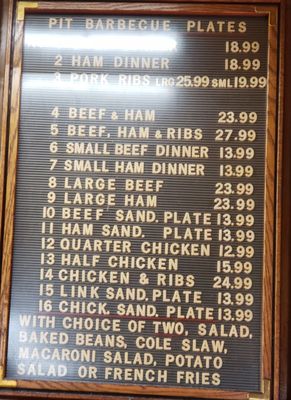 PIT BARBECUE PLATES
DINNER 18.99
2 HAM DINNER 18.99
3 PORK RIBS LRG 25.99 SML 19.99
4 BEEF & HAM 23.99
5 BEEF, HAM & RIBS 27.99
6 SMALL BEEF DINNER 13.99
7 SMALL HAM DINNER 13.99
8 LARGE BEEF 23.99
9 LARGE HAM 23.99
10 BEEF SAND. PLATE 13.99
11 HAM SAND. PLATE 13.99
12 QUARTER CHICKEN 12.99
13 HALF CHICKEN 15.99
14 CHICKEN & RIBS 24.99
15 LINK SAND. PLATE 13.99
16 CHICK. SAND. PLATE 13.99
WITH CHOICE OF TWO, SALAD,
BAKED BEANS, COLE SLAW,
MACARONI SALAD, POTATO
SALAD OR FRENCH FRIES